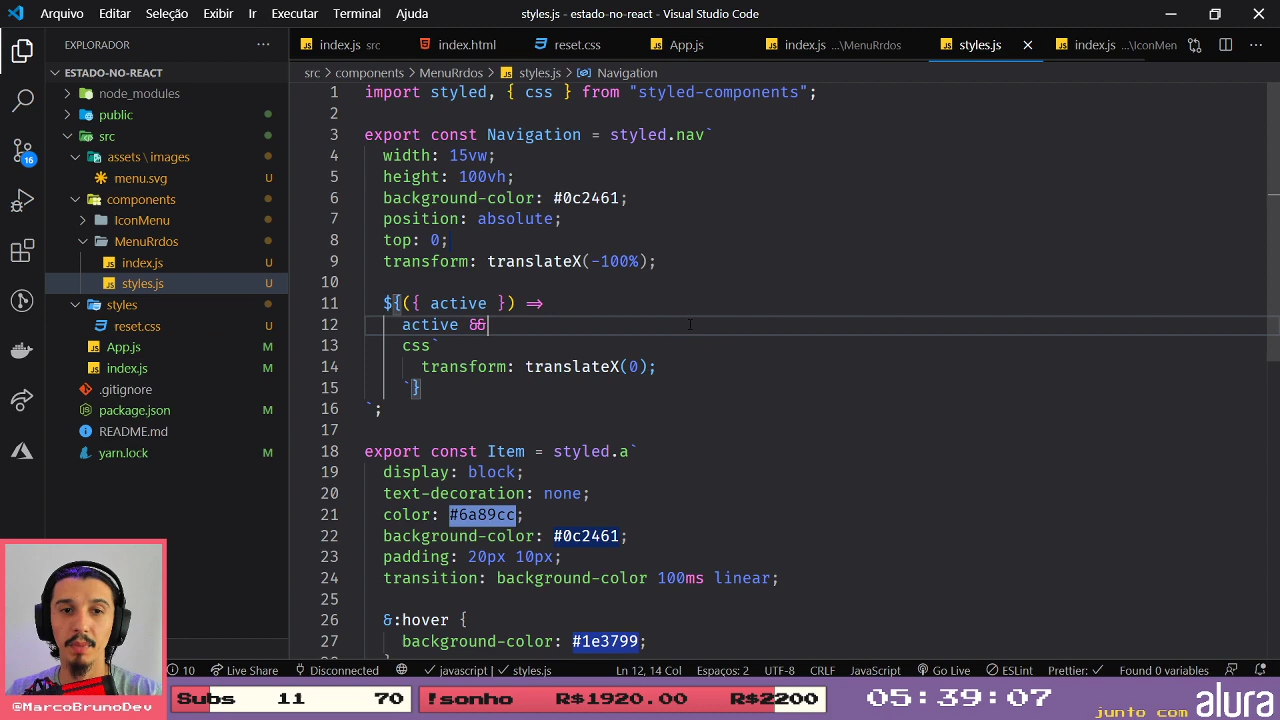 Arquivo Editar Seleção Exibir Ir Executar Terminal Ajuda
styles.js - estado-no-react - Visual Studio Code
EXPLORADOR
index.js src
index.html
reset.css
App.js
index.js ...\MenuRrdos
styles.js
index.js ...\IconMen
src > components > MenuRrdos > styles.js > Navigation
ESTADO-NO-REACT
node_modules
public
src
assets \ images
menu.svg U
components
IconMenu
MenuRrdos
index.js U
styles.js U
styles
reset.css U
App.js M
index.js M
.gitignore
package.json M
README.md
yarn.lock M
16
1 import styled, { css } from "styled-components";
2
3 export const Navigation = styled.nav`
4 width: 15vw;
5 height: 100vh;
6 background-color: #0c2461;
7 position: absolute;
8 top: 0;
9 transform: translateX(-100%);
10
11 ${({ active }) =>
12 active &&
13 css`
14 transform: translateX(0);
15 `}
16 `;
17
18 export const Item = styled.a`
19 display: block;
20 text-decoration: none;
21 color: #6a89cc;
22 background-color: #0c2461;
23 padding: 20px 10px;
24 transition: background-color 100ms linear;
25
26 &:hover {
27 background-color: #1e3799;
10 Live Share Disconnected javascript | styles.js Ln 12, 14 Col Espaços: 2 UTF-8 CRLF JavaScript Go Live ESLint Prettier: Found 0 variables
@MarcoBrunoDev
Subs 11 70
!sonho R$1920.00 R$2200
05:39:07
junto com alura